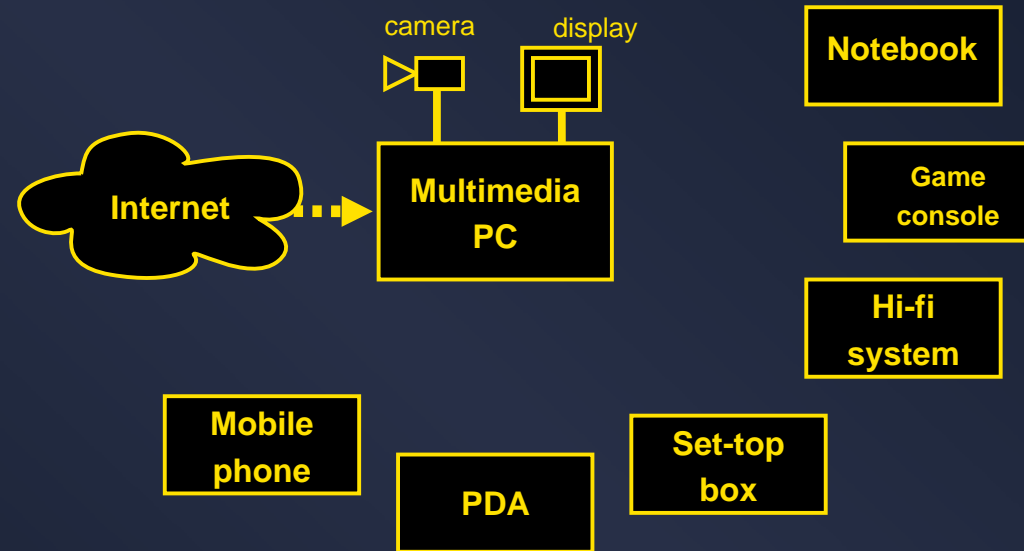 camera
display
Notebook
Internet
Multimedia
PC
Game
console
Hi-fi
system
Mobile
phone
PDA
Set-top
box